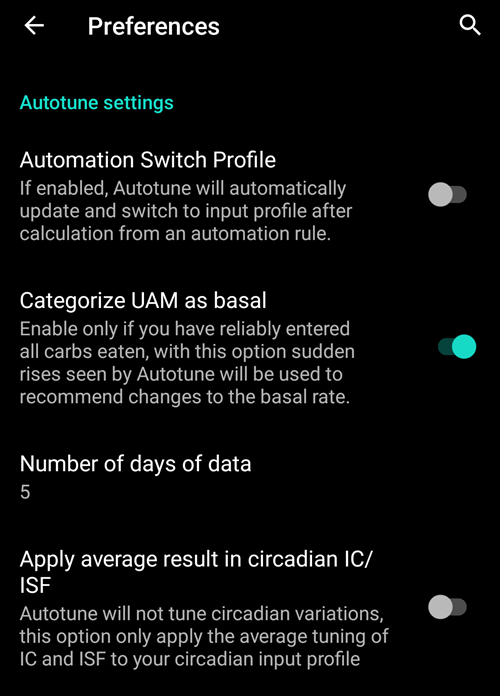 Preferences
Autotune settings
Automation Switch Profile
If enabled, Autotune will automatically
update and switch to input profile after
calculation from an automation rule.
Categorize UAM as basal
Enable only if you have reliably entered
all carbs eaten, with this option sudden
rises seen by Autotune will be used to
recommend changes to the basal rate.
Number of days of data
5
Apply average result in circadian IC/
ISF
Autotune will not tune circadian variations,
this option only apply the average tuning of
IC and ISF to your circadian input profile